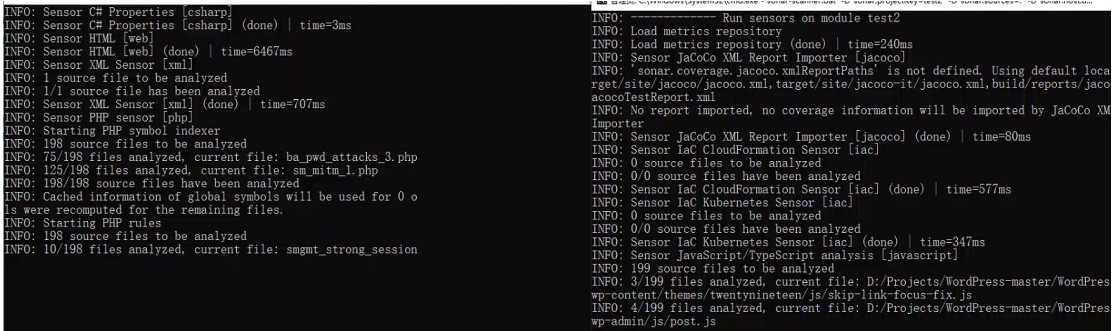 INFO: Sensor C# Properties [csharp]
INFO: Sensor C# Properties [csharp] (done) | time=3ms
INFO: Sensor HTML [web]
INFO: Sensor HTML [web] (done) | time=6467ms
INFO: Sensor XML Sensor [xml]
INFO: 1 source file to be analyzed
INFO: 1/1 source file has been analyzed
INFO: Sensor XML Sensor [xml] (done) | time=707ms
INFO: Sensor PHP sensor [php]
INFO: Starting PHP symbol indexer
INFO: 198 source files to be analyzed
INFO: 75/198 files analyzed, current file: ba_pwd_attacks_3.php
INFO: 125/198 files analyzed, current file: sm_mitm_1.php
INFO: 198/198 source files have been analyzed
INFO: Cached information of global symbols will be used for 0 o
ls were recomputed for the remaining files.
INFO: Starting PHP rules
INFO: 198 source files to be analyzed
INFO: 10/198 files analyzed, current file: smgmt_strong_session
INFO: ------------- Run sensors on module test2
INFO: Load metrics repository
INFO: Load metrics repository (done) | time=240ms
INFO: Sensor JaCoCo XML Report Importer [jacoco]
INFO: 'sonar.coverage.jacoco.xmlReportPaths' is not defined. Using default loca
rget/site/jacoco/jacoco.xml,target/site/jacoco-it/jacoco.xml,build/reports/jaco
acocoTestReport.xml
INFO: No report imported, no coverage information will be imported by JaCoCo XM
Importer
INFO: Sensor JaCoCo XML Report Importer [jacoco] (done) | time=80ms
INFO: Sensor IaC CloudFormation Sensor [iac]
INFO: 0 source files to be analyzed
INFO: 0/0 source files have been analyzed
INFO: Sensor IaC CloudFormation Sensor [iac] (done) | time=577ms
INFO: Sensor IaC Kubernetes Sensor [iac]
INFO: 0 source files to be analyzed
INFO: 0/0 source files have been analyzed
INFO: Sensor IaC Kubernetes Sensor [iac] (done) | time=347ms
INFO: Sensor JavaScript/TypeScript analysis [javascript]
INFO: 199 source files to be analyzed
INFO: 3/199 files analyzed, current file: D:/Projects/WordPress-master/WordPres
wp-content/themes/twentynineteen/js/skip-link-focus-fix.js
INFO: 4/199 files analyzed, current file: D:/Projects/WordPress-master/WordPres
wp-admin/js/post.js